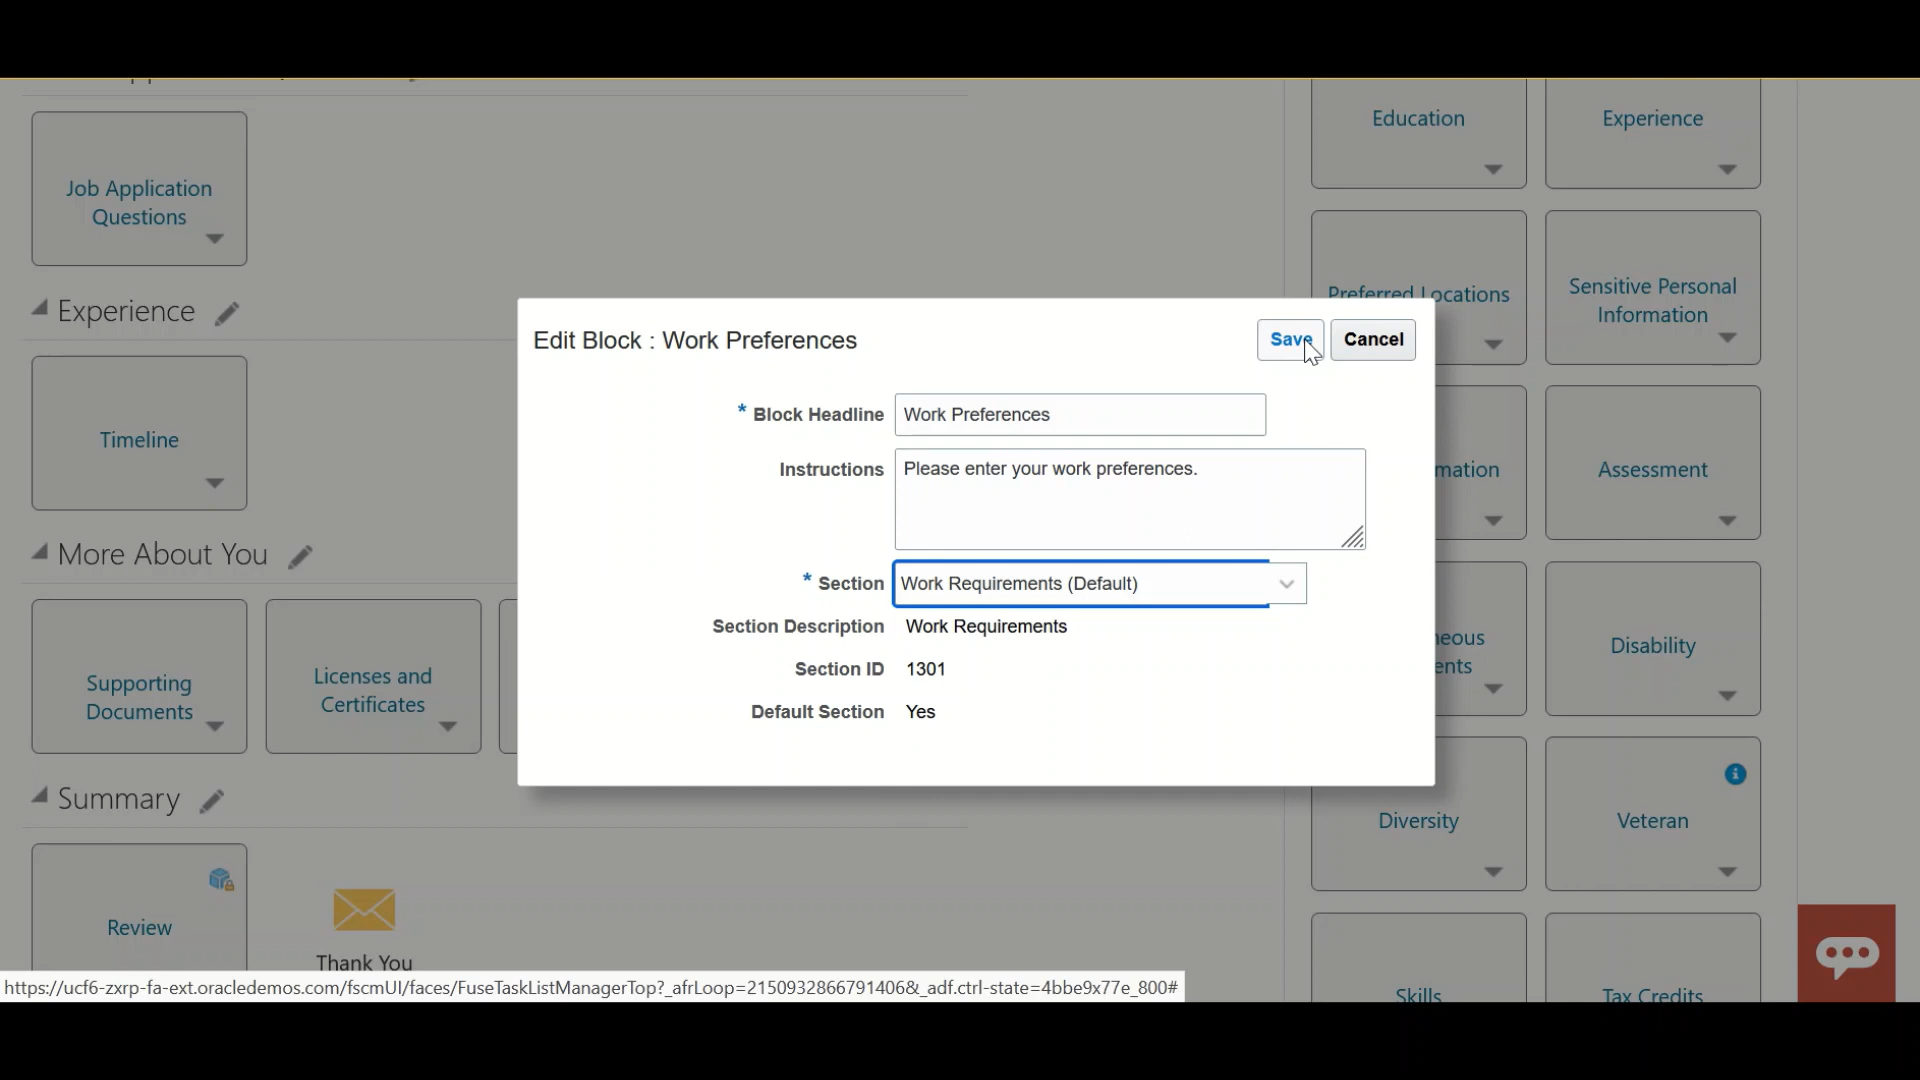 Education
Experience
Job Application
Questions
Experience
Preferred Locations
Sensitive Personal
Information
Edit Block : Work Preferences
Save
Cancel
* Block Headline
Work Preferences
Instructions
Please enter your work preferences.
Timeline
mation
Assessment
More About You
* Section
Work Requirements (Default)
Section Description
Work Requirements
Section ID
1301
Default Section
Yes
Supporting
Documents
Licenses and
Certificates
neous
ents
Disability
Summary
Diversity
Veteran
Review
Thank You
Skills
Tax Credits
https://ucf6-zxrp-fa-ext.oracledemos.com/fscmUI/faces/FuseTaskListManagerTop?_afrLoop=21509328667914​06&_adf.ctrl-state=4bbe9x77e_800#